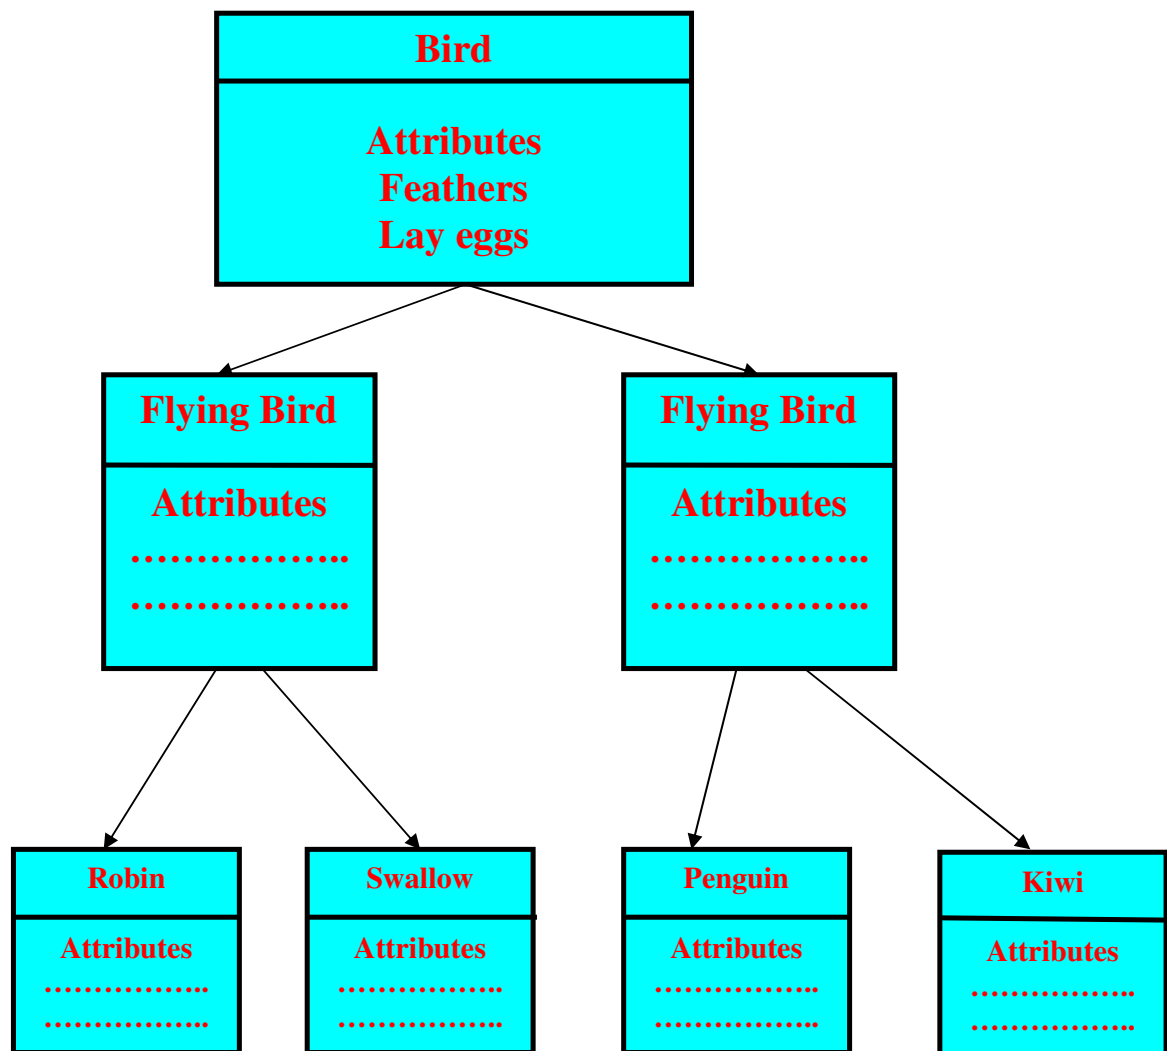 Bird
Attributes
Feathers
Lay eggs
Flying Bird
Attributes
……………..
……………..
Flying Bird
Attributes
……………..
……………..
Robin
Attributes
……………..
……………..
Swallow
Attributes
……………..
……………..
Penguin
Attributes
……………..
……………..
Kiwi
Attributes
……………..
……………..